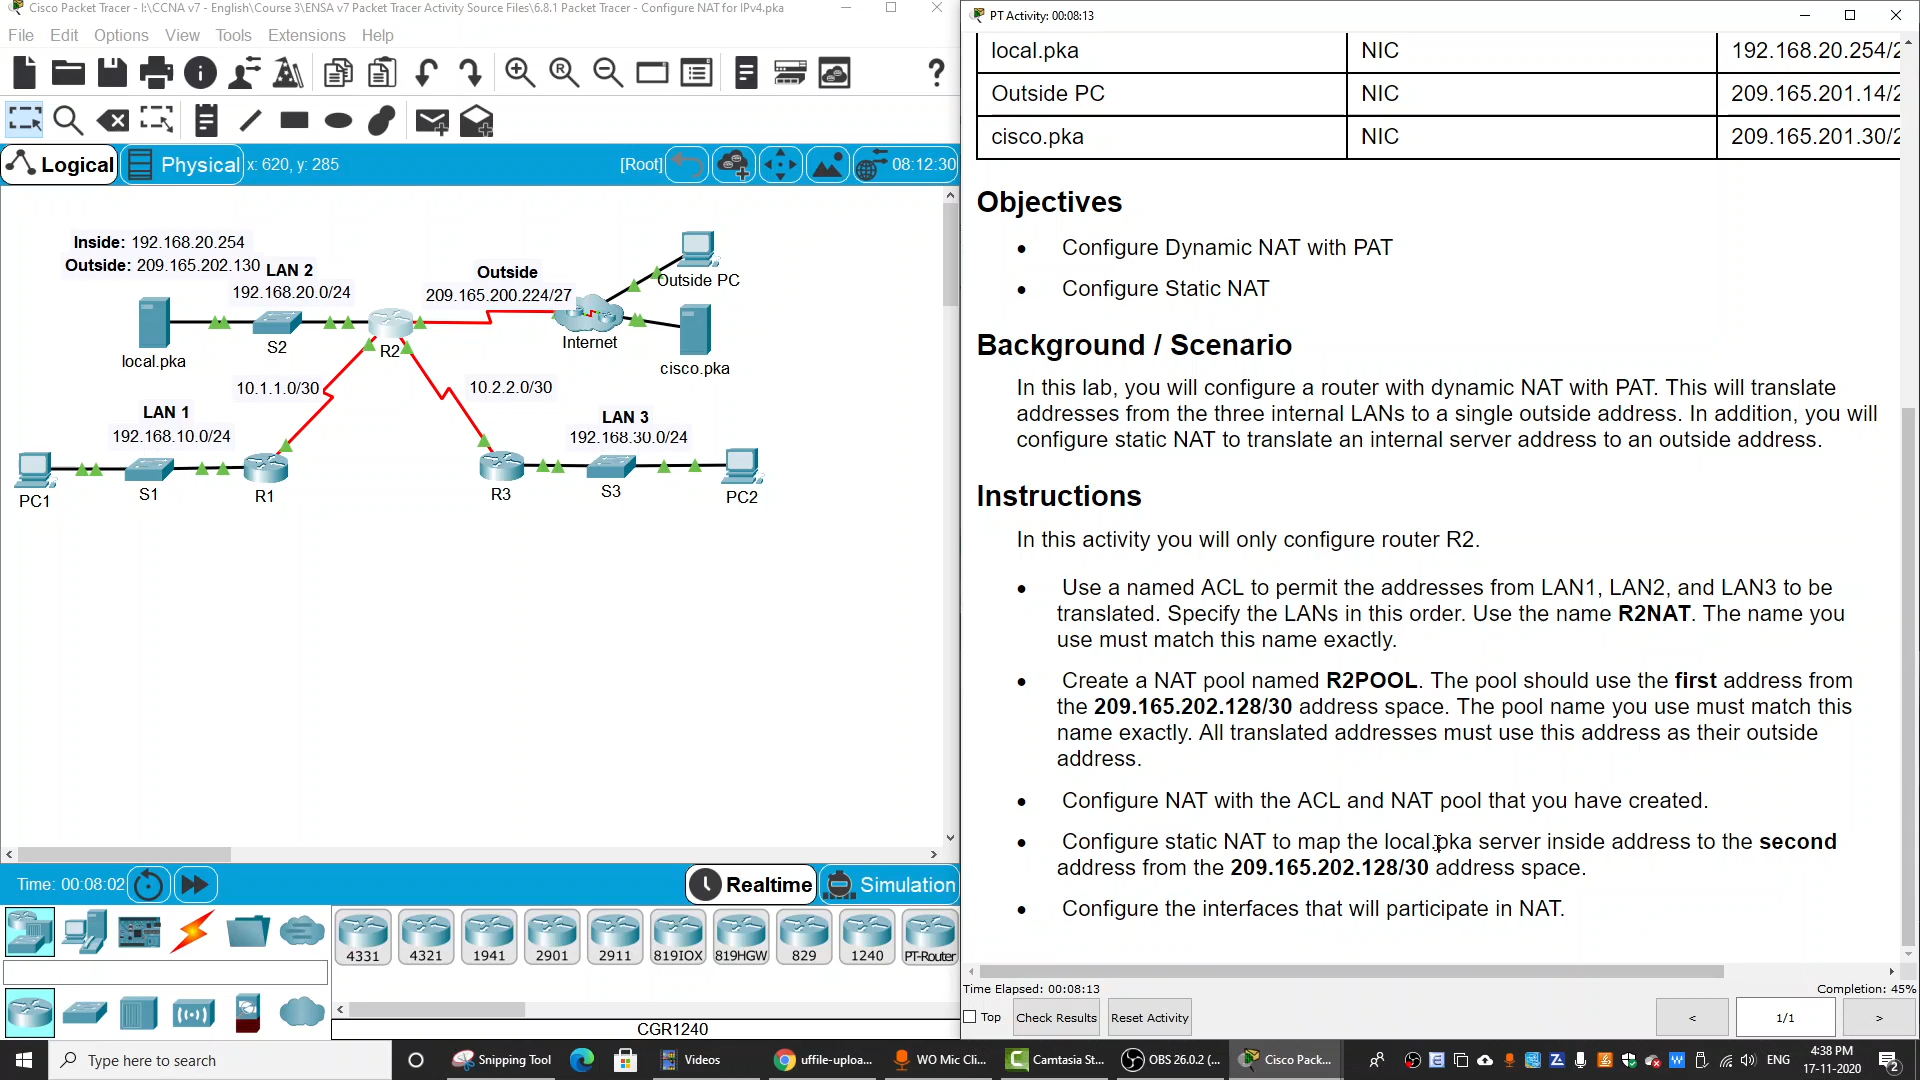 Cisco Packet Tracer - I:\CCNA v7 - English\Course 3\ENSA v7 Packet Tracer Activity Source Files\6.8.1 Packet Tracer - Configure NAT for IPv4.pka
File Edit Options View Tools Extensions Help
Logical
Physical
x: 620, y: 285
[Root]
08:12:30
Inside: 192.168.20.254
Outside: 209.165.202.130
LAN 2
192.168.20.0/24
Outside
209.165.200.224/27
Outside PC
local.pka
S2
R2
Internet
cisco.pka
10.1.1.0/30
10.2.2.0/30
LAN 1
192.168.10.0/24
LAN 3
192.168.30.0/24
PC1
S1
R1
R3
S3
PC2
Time: 00:08:02
Realtime
Simulation
4331
4321
1941
2901
2911
819IOX
819HGW
829
1240
PT-Router
CGR1240
PT Activity: 00:08:13
local.pka NIC 192.168.20.254/2
Outside PC NIC 209.165.201.14/2
cisco.pka NIC 209.165.201.30/2
Objectives
• Configure Dynamic NAT with PAT
• Configure Static NAT
Background / Scenario
In this lab, you will configure a router with dynamic NAT with PAT. This will translate
addresses from the three internal LANs to a single outside address. In addition, you will
configure static NAT to translate an internal server address to an outside address.
Instructions
In this activity you will only configure router R2.
• Use a named ACL to permit the addresses from LAN1, LAN2, and LAN3 to be
translated. Specify the LANs in this order. Use the name R2NAT. The name you
use must match this name exactly.
• Create a NAT pool named R2POOL. The pool should use the first address from
the 209.165.202.128/30 address space. The pool name you use must match this
name exactly. All translated addresses must use this address as their outside
address.
• Configure NAT with the ACL and NAT pool that you have created.
• Configure static NAT to map the local.pka server inside address to the second
address from the 209.165.202.128/30 address space.
• Configure the interfaces that will participate in NAT.
Time Elapsed: 00:08:13
Completion: 45%
Top
Check Results
Reset Activity
<
1/1
>
Type here to search
Snipping Tool
Videos
uffile-uploa...
WO Mic Cli...
Camtasia St...
OBS 26.0.2 (...
Cisco Pack...
ENG
4:38 PM
17-11-2020
2